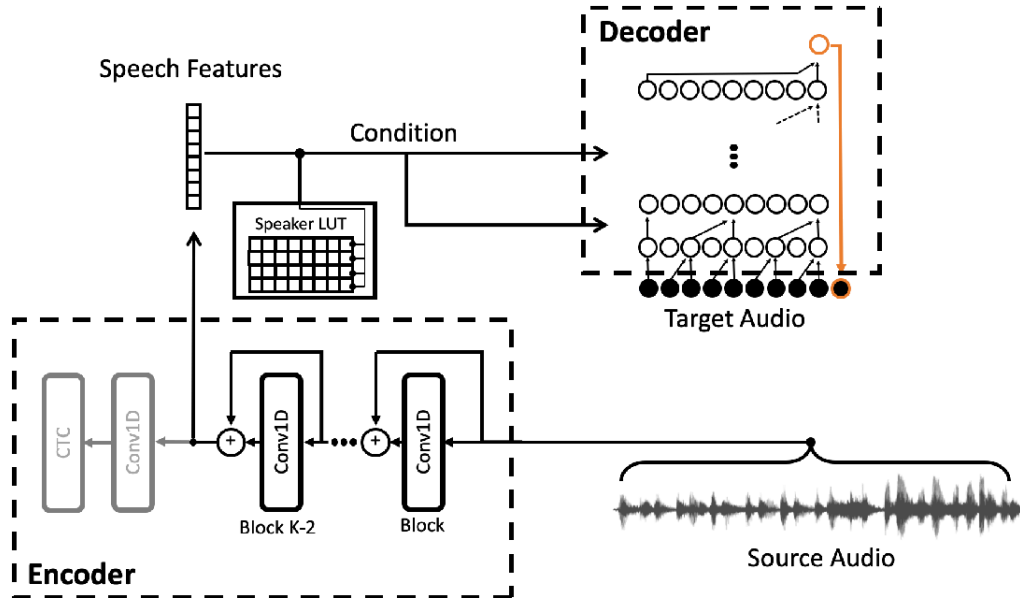 Decoder
Speech Features
Condition
Speaker LUT
Target Audio
CTC
Conv1D
+
Conv1D
+
Conv1D
Block K-2
Block
Source Audio
Encoder